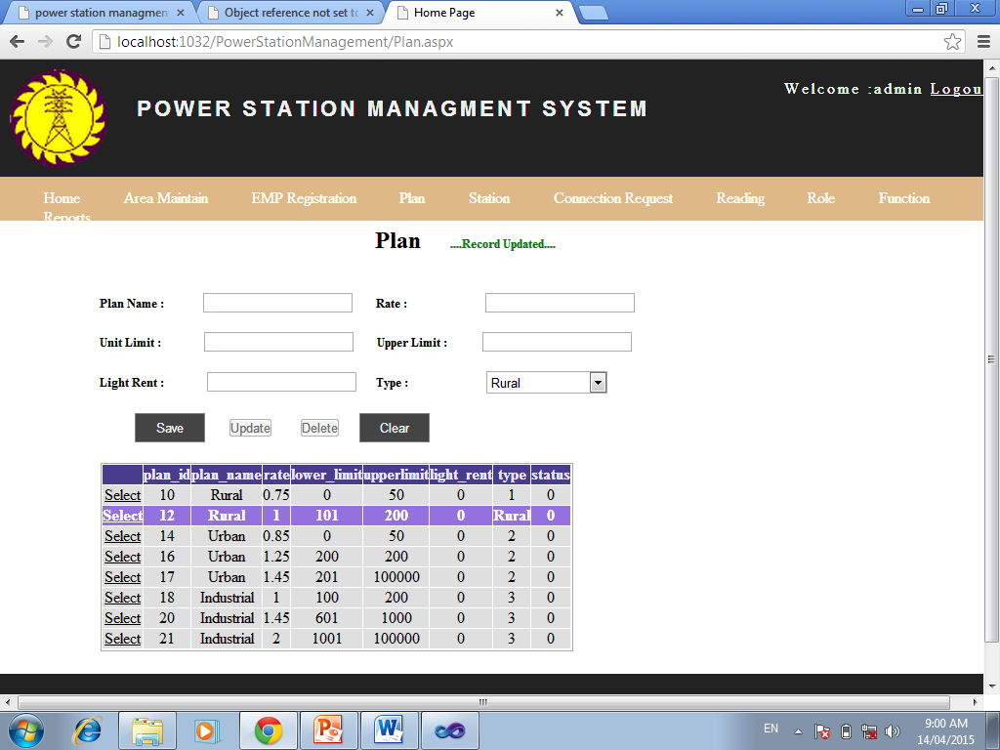 power station managmen
Object reference not set to
Home Page
localhost:1032/PowerStationManagement/Plan.aspx
POWER STATION MANAGMENT SYSTEM
Welcome :admin Logou
Home Area Maintain EMP Registration Plan Station Connection Request Reading Role Function
Reports
Plan ....Record Updated....
Plan Name : Rate :
Unit Limit : Upper Limit :
Light Rent : Type : Rural
Save Update Delete Clear
plan_id plan_name rate lower_limit upperlimit light_rent type status
Select 10 Rural 0.75 0 50 0 1 0
Select 12 Rural 1 101 200 0 Rural 0
Select 14 Urban 0.85 0 50 0 2 0
Select 16 Urban 1.25 200 200 0 2 0
Select 17 Urban 1.45 201 100000 0 2 0
Select 18 Industrial 1 100 200 0 3 0
Select 20 Industrial 1.45 601 1000 0 3 0
Select 21 Industrial 2 1001 100000 0 3 0
EN
9:00 AM
14/04/2015